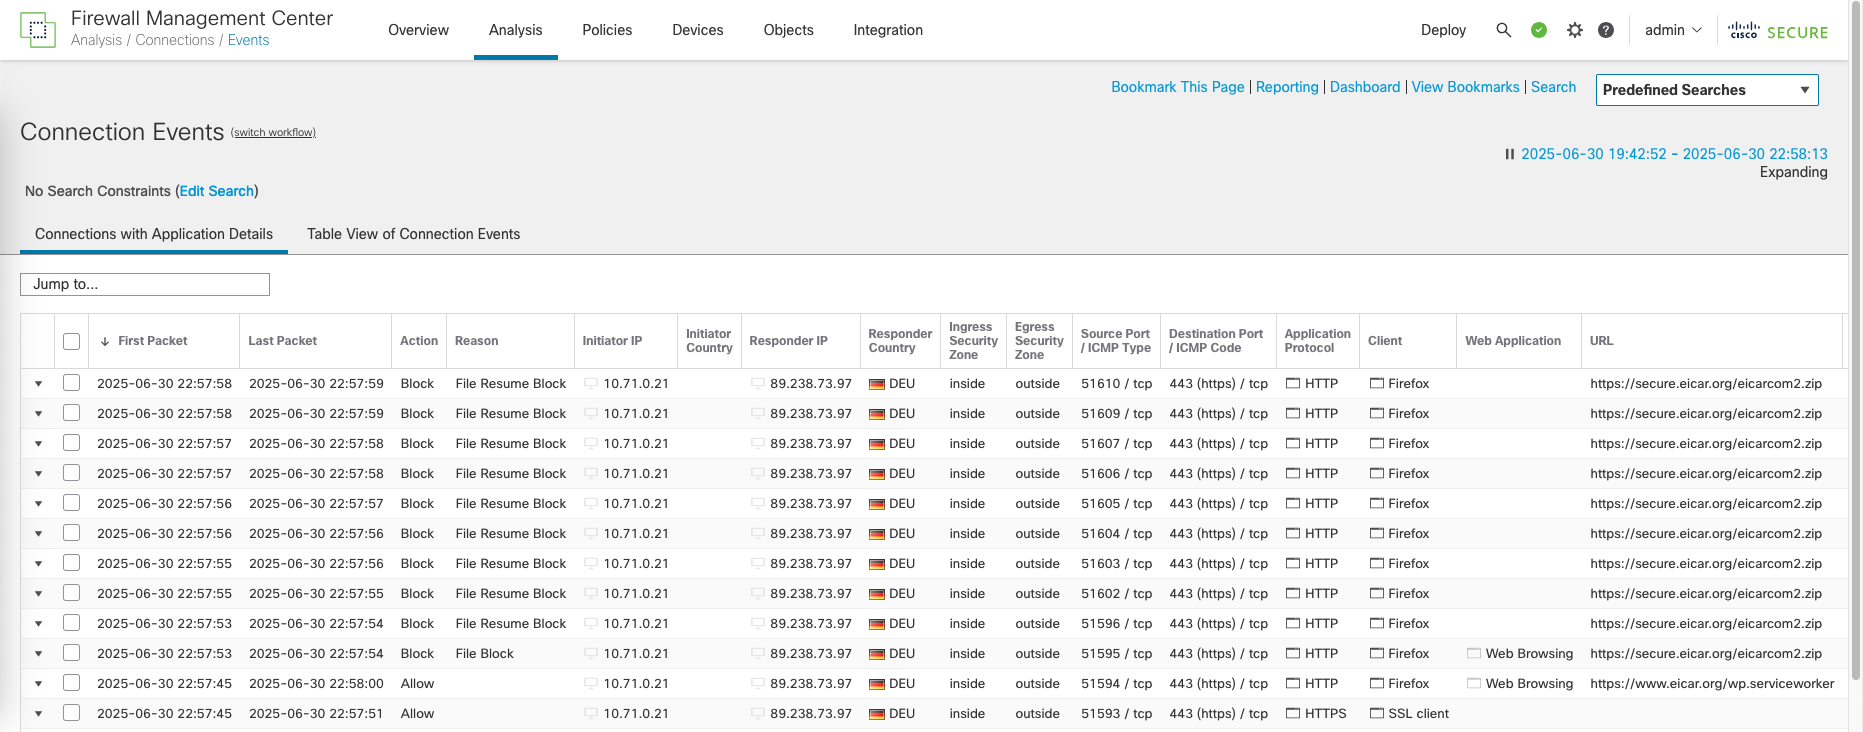 Firewall Management Center
Analysis / Connections / Events
Overview Analysis Policies Devices Objects Integration Deploy admin cisco SECURE
Bookmark This Page | Reporting | Dashboard | View Bookmarks | Search Predefined Searches
Connection Events (switch workflow)
2025-06-30 19:42:52 - 2025-06-30 22:58:13
Expanding
No Search Constraints (Edit Search)
Connections with Application Details Table View of Connection Events
Jump to...
First Packet Last Packet Action Reason Initiator IP Initiator Country Responder IP Responder Country Ingress Security Zone Egress Security Zone Source Port / ICMP Type Destination Port / ICMP Code Application Protocol Client Web Application URL
2025-06-30 22:57:58 2025-06-30 22:57:59 Block File Resume Block 10.71.0.21 89.238.73.97 DEU inside outside 51610 / tcp 443 (https) / tcp HTTP Firefox https://secure.eicar.org/eicarcom2.zip
2025-06-30 22:57:58 2025-06-30 22:57:59 Block File Resume Block 10.71.0.21 89.238.73.97 DEU inside outside 51609 / tcp 443 (https) / tcp HTTP Firefox https://secure.eicar.org/eicarcom2.zip
2025-06-30 22:57:57 2025-06-30 22:57:58 Block File Resume Block 10.71.0.21 89.238.73.97 DEU inside outside 51607 / tcp 443 (https) / tcp HTTP Firefox https://secure.eicar.org/eicarcom2.zip
2025-06-30 22:57:57 2025-06-30 22:57:58 Block File Resume Block 10.71.0.21 89.238.73.97 DEU inside outside 51606 / tcp 443 (https) / tcp HTTP Firefox https://secure.eicar.org/eicarcom2.zip
2025-06-30 22:57:56 2025-06-30 22:57:57 Block File Resume Block 10.71.0.21 89.238.73.97 DEU inside outside 51605 / tcp 443 (https) / tcp HTTP Firefox https://secure.eicar.org/eicarcom2.zip
2025-06-30 22:57:56 2025-06-30 22:57:56 Block File Resume Block 10.71.0.21 89.238.73.97 DEU inside outside 51604 / tcp 443 (https) / tcp HTTP Firefox https://secure.eicar.org/eicarcom2.zip
2025-06-30 22:57:55 2025-06-30 22:57:56 Block File Resume Block 10.71.0.21 89.238.73.97 DEU inside outside 51603 / tcp 443 (https) / tcp HTTP Firefox https://secure.eicar.org/eicarcom2.zip
2025-06-30 22:57:55 2025-06-30 22:57:55 Block File Resume Block 10.71.0.21 89.238.73.97 DEU inside outside 51602 / tcp 443 (https) / tcp HTTP Firefox https://secure.eicar.org/eicarcom2.zip
2025-06-30 22:57:53 2025-06-30 22:57:54 Block File Resume Block 10.71.0.21 89.238.73.97 DEU inside outside 51596 / tcp 443 (https) / tcp HTTP Firefox https://secure.eicar.org/eicarcom2.zip
2025-06-30 22:57:53 2025-06-30 22:57:54 Block File Block 10.71.0.21 89.238.73.97 DEU inside outside 51595 / tcp 443 (https) / tcp HTTP Firefox Web Browsing https://secure.eicar.org/eicarcom2.zip
2025-06-30 22:57:45 2025-06-30 22:58:00 Allow 10.71.0.21 89.238.73.97 DEU inside outside 51594 / tcp 443 (https) / tcp HTTP Firefox Web Browsing https://www.eicar.org/wp.serviceworker
2025-06-30 22:57:45 2025-06-30 22:57:51 Allow 10.71.0.21 89.238.73.97 DEU inside outside 51593 / tcp 443 (https) / tcp HTTPS SSL client